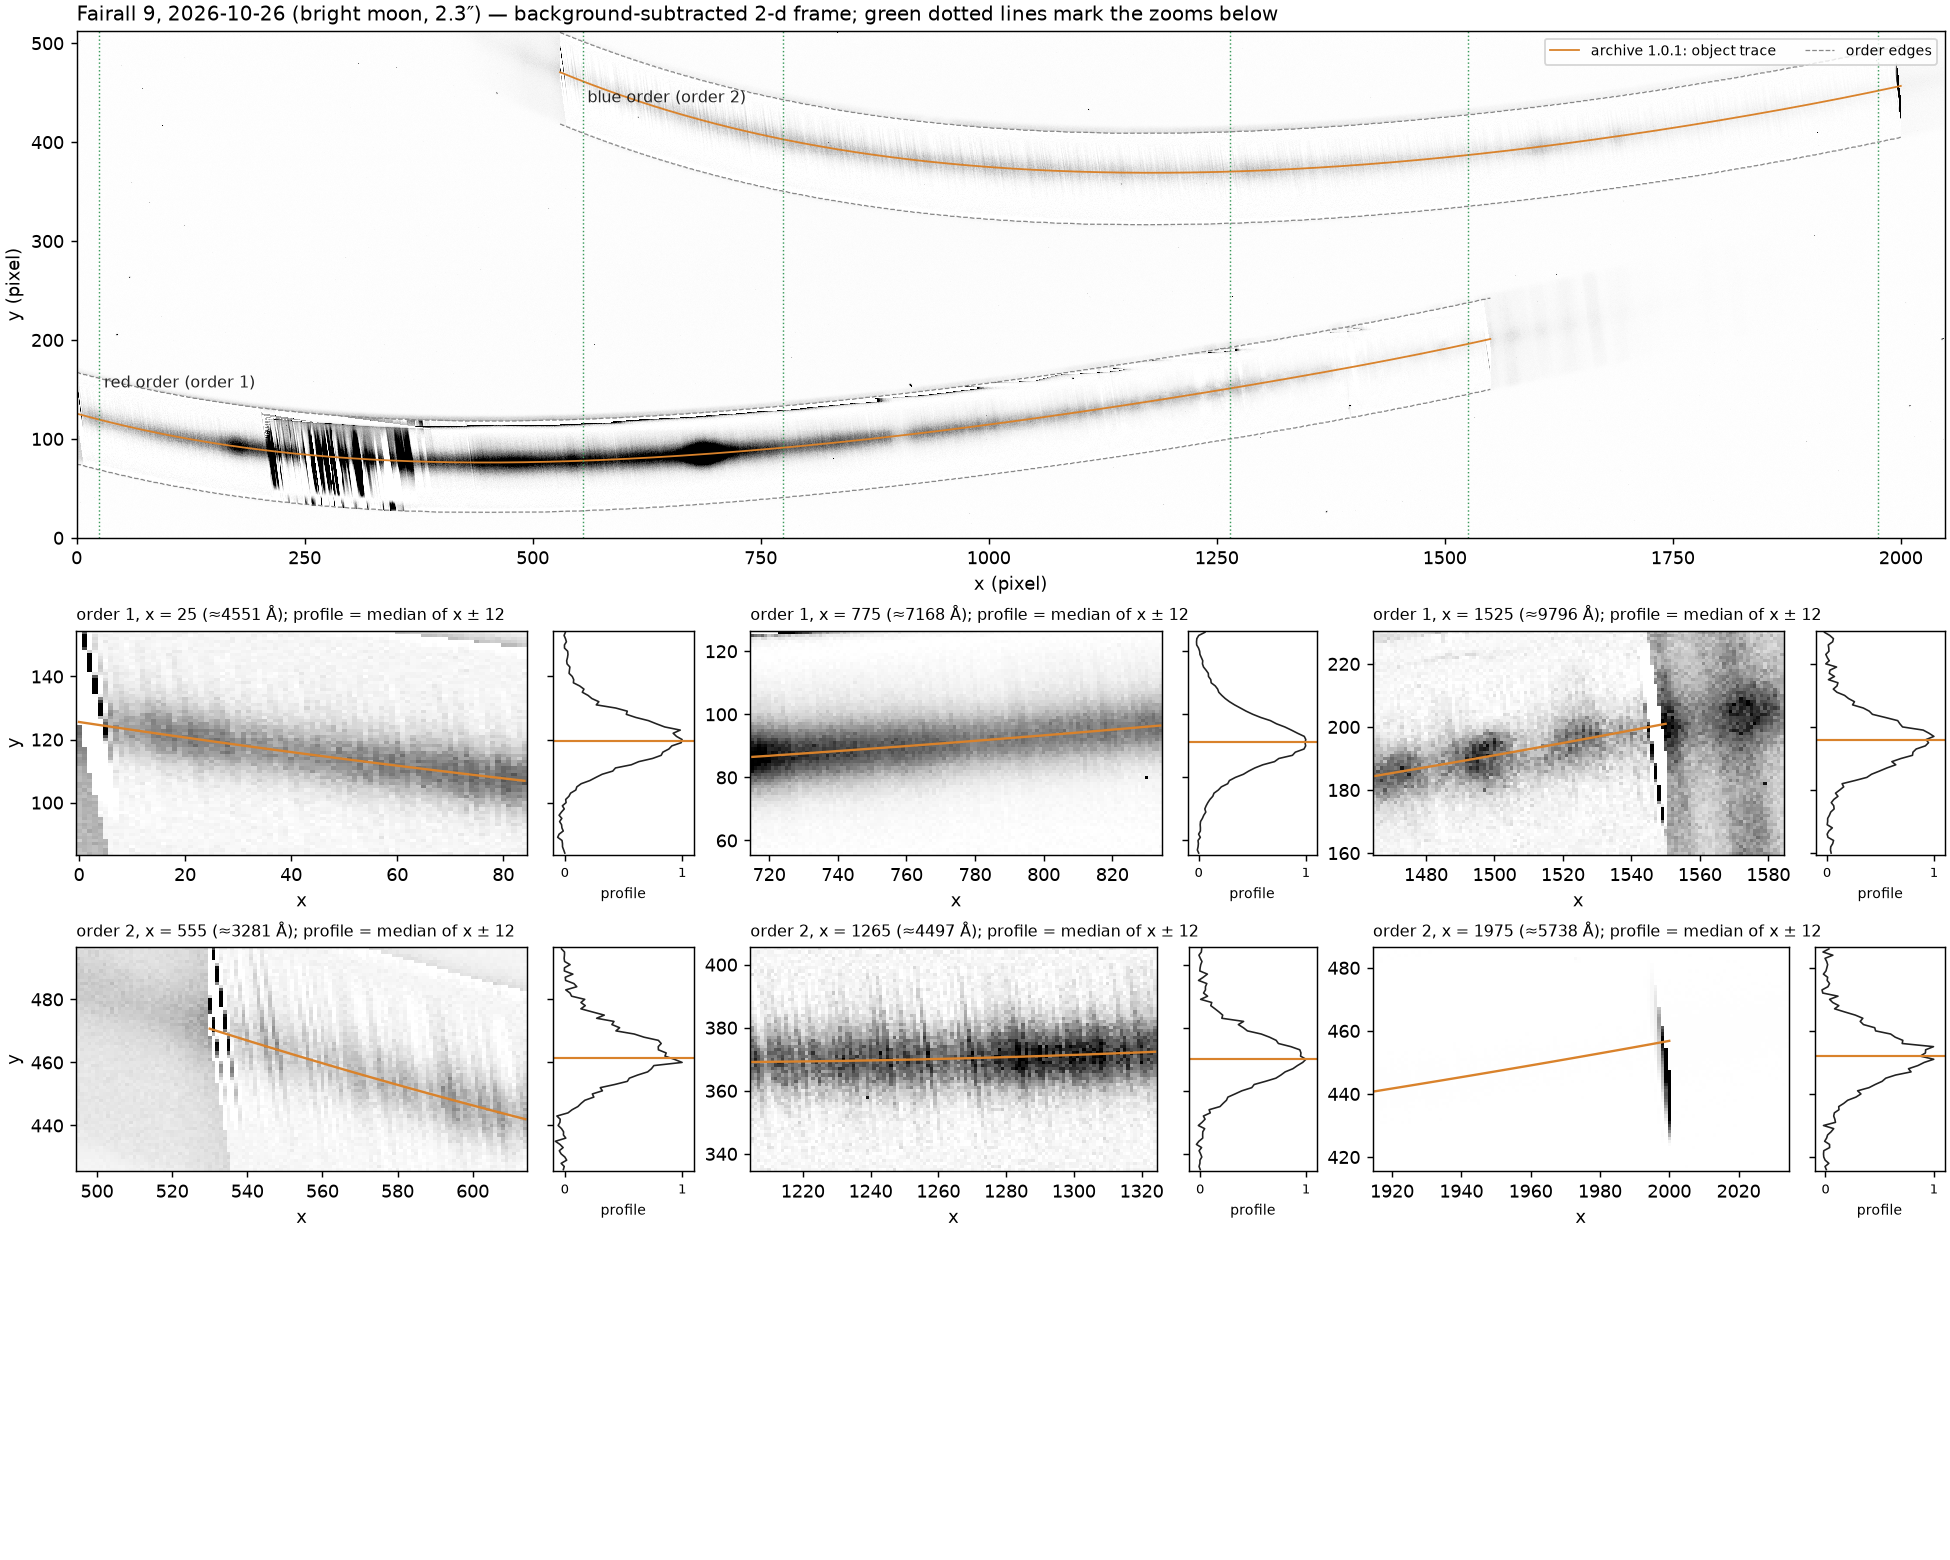 Fairall 9, 2026-10-26 (bright moon, 2.3″) — background-subtracted 2-d frame; green dotted lines mark the zooms below
archive 1.0.1: object trace
order edges
blue order (order 2)
red order (order 1)
y (pixel)
500
400
300
200
100
0
0 250 500 750 1000 1250 1500 1750 2000
x (pixel)
order 1, x = 25 (≈4551 Å); profile = median of x ± 12
y
140
120
100
0 20 40 60 80
x
0 1
profile
order 1, x = 775 (≈7168 Å); profile = median of x ± 12
120
100
80
60
720 740 760 780 800 820
x
0 1
profile
order 1, x = 1525 (≈9796 Å); profile = median of x ± 12
220
200
180
160
1480 1500 1520 1540 1560 1580
x
0 1
profile
order 2, x = 555 (≈3281 Å); profile = median of x ± 12
y
480
460
440
500 520 540 560 580 600
x
0 1
profile
order 2, x = 1265 (≈4497 Å); profile = median of x ± 12
400
380
360
340
1220 1240 1260 1280 1300 1320
x
0 1
profile
order 2, x = 1975 (≈5738 Å); profile = median of x ± 12
480
460
440
420
1920 1940 1960 1980 2000 2020
x
0 1
profile